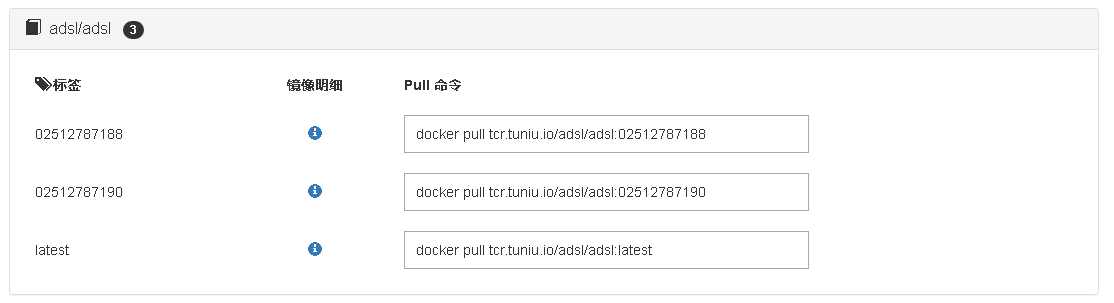 adsl/adsl 3
标签 镜像明细 Pull 命令
02512787188 docker pull tcr.tuniu.io/adsl/adsl:02512787188
02512787190 docker pull tcr.tuniu.io/adsl/adsl:02512787190
latest docker pull tcr.tuniu.io/adsl/adsl:latest